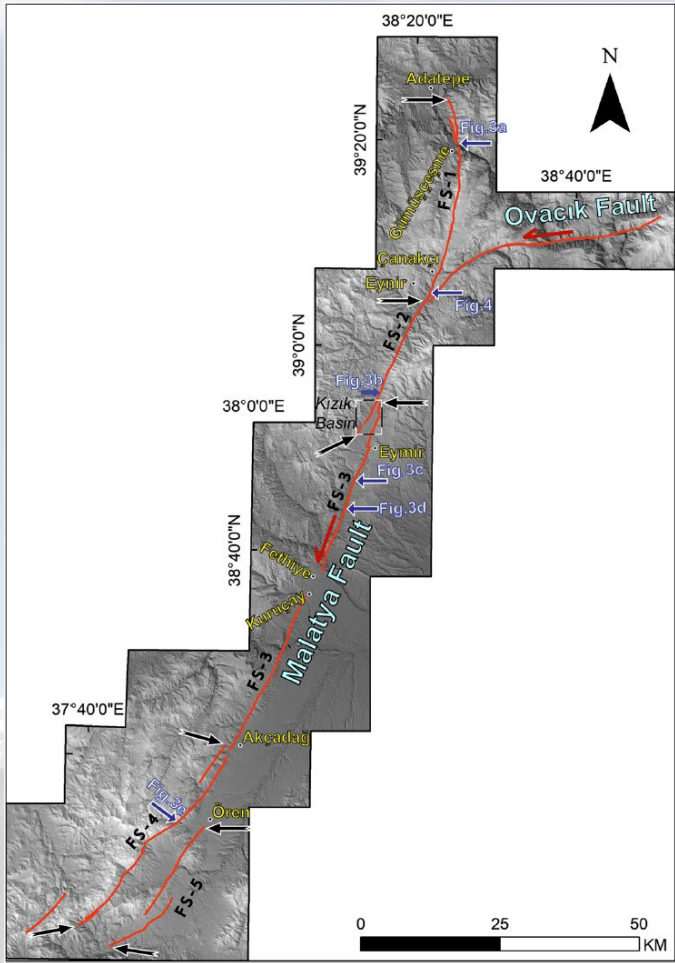 38°20'0"E
N
Adatepe
Fig.3a
39°20'0"N
Gümüşçeşme
FS-1
38°40'0"E
Ovacık Fault
Çanakçı
Eynir
Fig.4
FS-2
39°0'0"N
Fig.3b
Kızık
Basin
38°0'0"E
Eymir
Fig.3c
FS-3
Fig.3d
38°40'0"N
Fethiye
Malatya Fault
Kuruçay
FS-3
37°40'0"E
Akçadağ
Fig.3e
Ören
FS-4
FS-5
0 25 50
KM